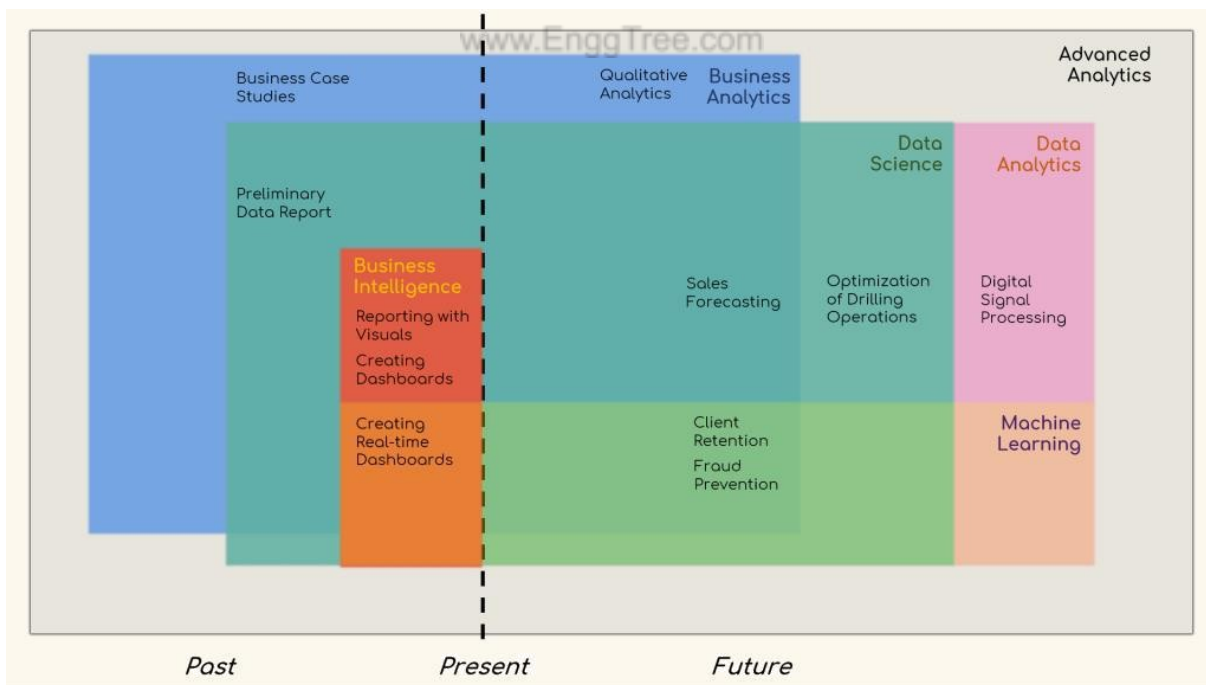 www.EnggTree.com
Advanced
Analytics
Business Case
Studies
Qualitative
Analytics
Business
Analytics
Data
Science
Data
Analytics
Preliminary
Data Report
Business
Intelligence
Reporting with
Visuals
Creating
Dashboards
Sales
Forecasting
Optimization
of Drilling
Operations
Digital
Signal
Processing
Creating
Real-time
Dashboards
Client
Retention
Fraud
Prevention
Machine
Learning
Past
Present
Future